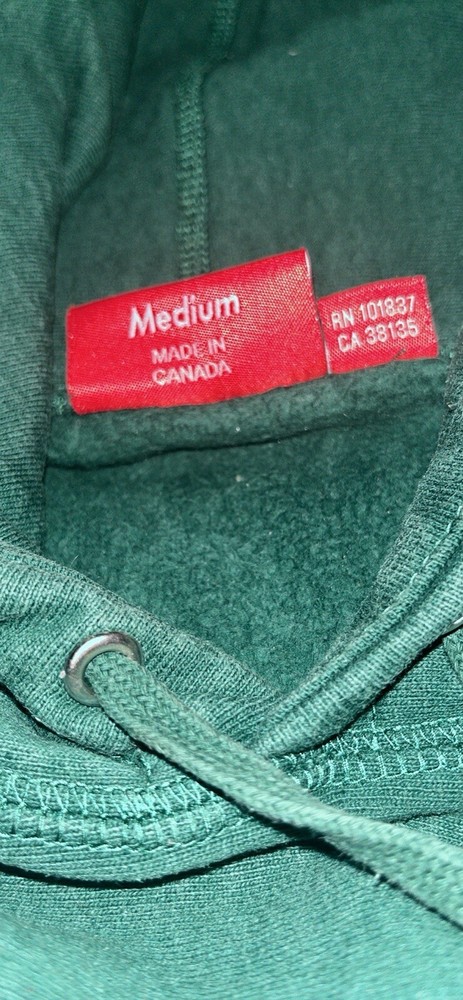 Medium
MADE IN
CANADA
RN 101837
CA 38135